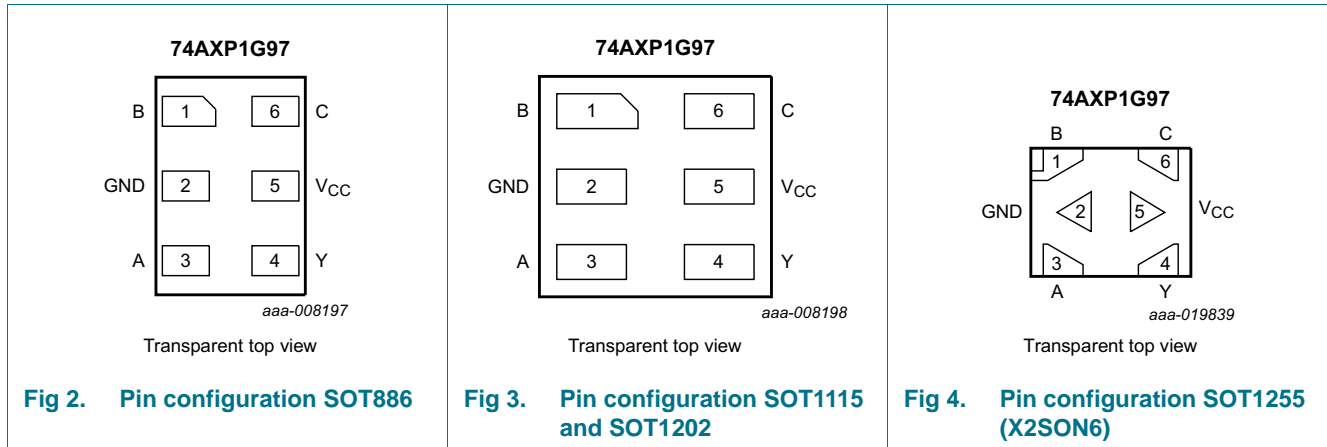 74AXP1G97
B 1 6 C
GND 2 5 VCC
A 3 4 Y
aaa-008197
Transparent top view
Fig 2. Pin configuration SOT886
74AXP1G97
B 1 6 C
GND 2 5 VCC
A 3 4 Y
aaa-008198
Transparent top view
Fig 3. Pin configuration SOT1115
and SOT1202
74AXP1G97
B C
1 6
GND 2 5 VCC
3 4
A Y
aaa-019839
Transparent top view
Fig 4. Pin configuration SOT1255
(X2SON6)